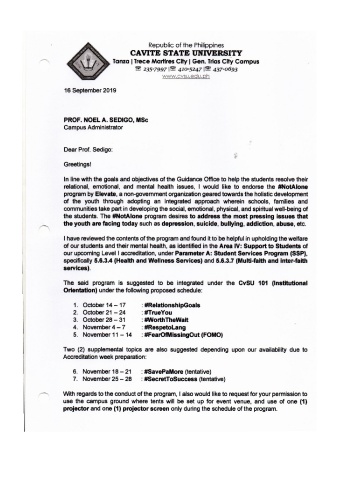 Republic of the Philippines
CAVITE STATE UNIVERSITY
Tanza | Trece Martires City | Gen. Trias City Campus
☎ 235-7997 |☎ 410-5247 |☎ 437-0693
www.cvsu.edu.ph
16 September 2019
PROF. NOEL A. SEDIGO, MSc
Campus Administrator
Dear Prof. Sedigo:
Greetings!
In line with the goals and objectives of the Guidance Office to help the students resolve their
relational, emotional, and mental health issues, I would like to endorse the #NotAlone
program by Elevate, a non-government organization geared towards the holistic development
of the youth through adopting an integrated approach wherein schools, families and
communities take part in developing the social, emotional, physical, and spiritual well-being of
the students. The #NotAlone program desires to address the most pressing issues that
the youth are facing today such as depression, suicide, bullying, addiction, abuse, etc.
I have reviewed the contents of the program and found it to be helpful in upholding the welfare
of our students and their mental health, as identified in the Area IV: Support to Students of
our upcoming Level I accreditation, under Parameter A: Student Services Program (SSP),
specifically 5.6.3.4 (Health and Wellness Services) and 5.6.3.7 (Multi-faith and Inter-faith
services).
The said program is suggested to be integrated under the CvSU 101 (Institutional
Orientation) under the following proposed schedule:
1. October 14 – 17 : #RelationshipGoals
2. October 21 – 24 : #TrueYou
3. October 28 – 31 : #WorthTheWait
4. November 4 – 7 : #RespetoLang
5. November 11 – 14 : #FearOfMissingOut (FOMO)
Two (2) supplemental topics are also suggested depending upon our availability due to
Accreditation week preparation:
6. November 18 – 21 : #SavePaMore (tentative)
7. November 25 – 28 : #SecretToSuccess (tentative)
With regards to the conduct of the program, I also would like to request for your permission to
use the campus ground where tents will be set up for event venue, and use of one (1)
projector and one (1) projector screen only during the schedule of the program.